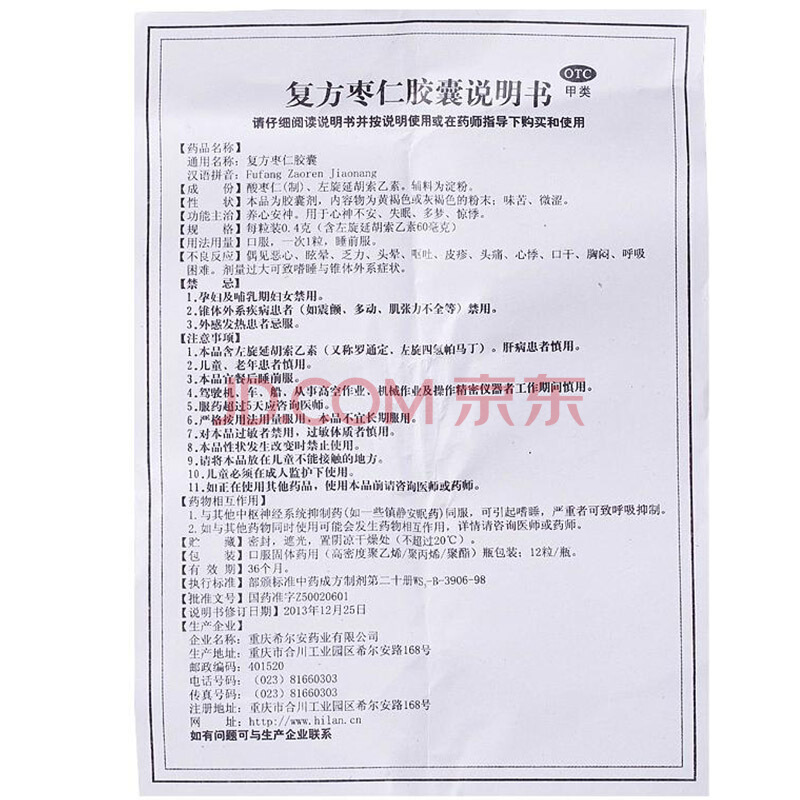 复方枣仁胶囊说明书
OTC
甲类
请仔细阅读说明书并按说明使用或在药师指导下购买和使用
【药品名称】
通用名称：复方枣仁胶囊
汉语拼音：Fufang Zaoren Jiaonang
【成　　份】酸枣仁(制)、左旋延胡索乙素。辅料为淀粉。
【性　　状】本品为胶囊剂，内容物为黄褐色或灰褐色的粉末；味苦、微涩。
【功能主治】养心安神。用于心神不安、失眠、多梦、惊悸。
【规　　格】每粒装0.4克（含左旋延胡索乙素60毫克）
【用法用量】口服，一次1粒，睡前服。
【不良反应】偶见恶心、眩晕、乏力、头晕、呕吐、皮疹、头痛、心悸、口干、胸闷、呼吸
困难。剂量过大可致嗜睡与锥体外系症状。
【禁　　忌】
1.孕妇及哺乳期妇女禁用。
2.锥体外系疾病患者（如震颤、多动、肌张力不全等）禁用。
3.外感发热患者忌服。
【注意事项】
1.本品含左旋延胡索乙素（又称罗通定、左旋四氢帕马丁）。肝病患者慎用。
2.儿童、老年患者慎用。
3.本品宜餐后睡前服。
4.驾驶机、车、船，从事高空作业、机械作业及操作精密仪器者工作期间慎用。
5.服药超过5天应咨询医师。
6.严格按用法用量服用，本品不宜长期服用。
7.对本品过敏者禁用，过敏体质者慎用。
8.本品性状发生改变时禁止使用。
9.请将本品放在儿童不能接触的地方。
10.儿童必须在成人监护下使用。
11.如正在使用其他药品，使用本品前请咨询医师或药师。
【药物相互作用】
1.与其他中枢神经系统抑制药(如一些镇静安眠药)伺服，可引起嗜睡，严重者可致呼吸抑制。
2.如与其他药物同时使用可能会发生药物相互作用，详情请咨询医师或药师。
【贮　　藏】密封，遮光，置阴凉干燥处（不超过20℃）。
【包　　装】口服固体药用（高密度聚乙烯/聚丙烯/聚酯）瓶包装；12粒/瓶。
【有 效 期】36个月。
【执行标准】部颁标准中药成方制剂第二十册WS₃-B-3906-98
【批准文号】国药准字Z50020601
【说明书修订日期】2013年12月25日
【生产企业】
企业名称：重庆希尔安药业有限公司
生产地址：重庆市合川工业园区希尔安路168号
邮政编码：401520
电话号码：（023）81660303
传真号码：（023）81660303
注册地址：重庆市合川工业园区希尔安路168号
网　　址：http://www.hilan.cn
如有问题可与生产企业联系
JD.COM 京东